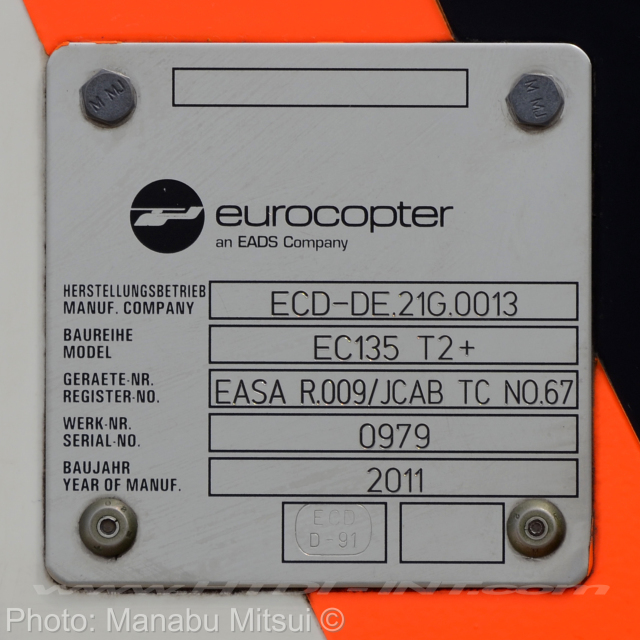 M MJ
M MJ
eurocopter
an EADS Company
HERSTELLUNGSBETRIEB
MANUF. COMPANY
ECD-DE.21G.0013
BAUREIHE
MODEL
EC135 T2+
GERAETE-NR.
REGISTER-NO.
EASA R.009/JCAB TC NO.67
WERK-NR.
SERIAL-NO.
0979
BAUJAHR
YEAR OF MANUF.
2011
ECD
D-91
Photo: Manabu Mitsui ©